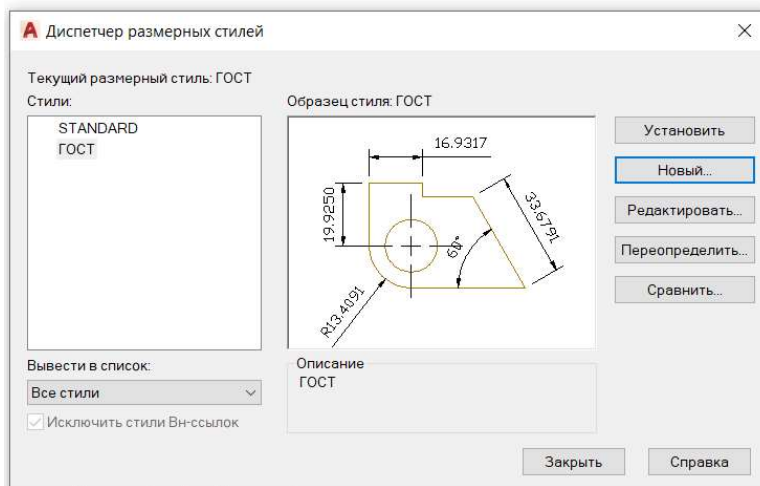 Диспетчер размерных стилей
Текущий размерный стиль: ГОСТ
Стили:
STANDARD
ГОСТ
Образец стиля: ГОСТ
16.9317
19.9250
33.6791
60°
R13.4091
Установить
Новый...
Редактировать...
Переопределить...
Сравнить...
Вывести в список:
Все стили
Исключить стили Вн-ссылок
Описание
ГОСТ
Закрыть
Справка